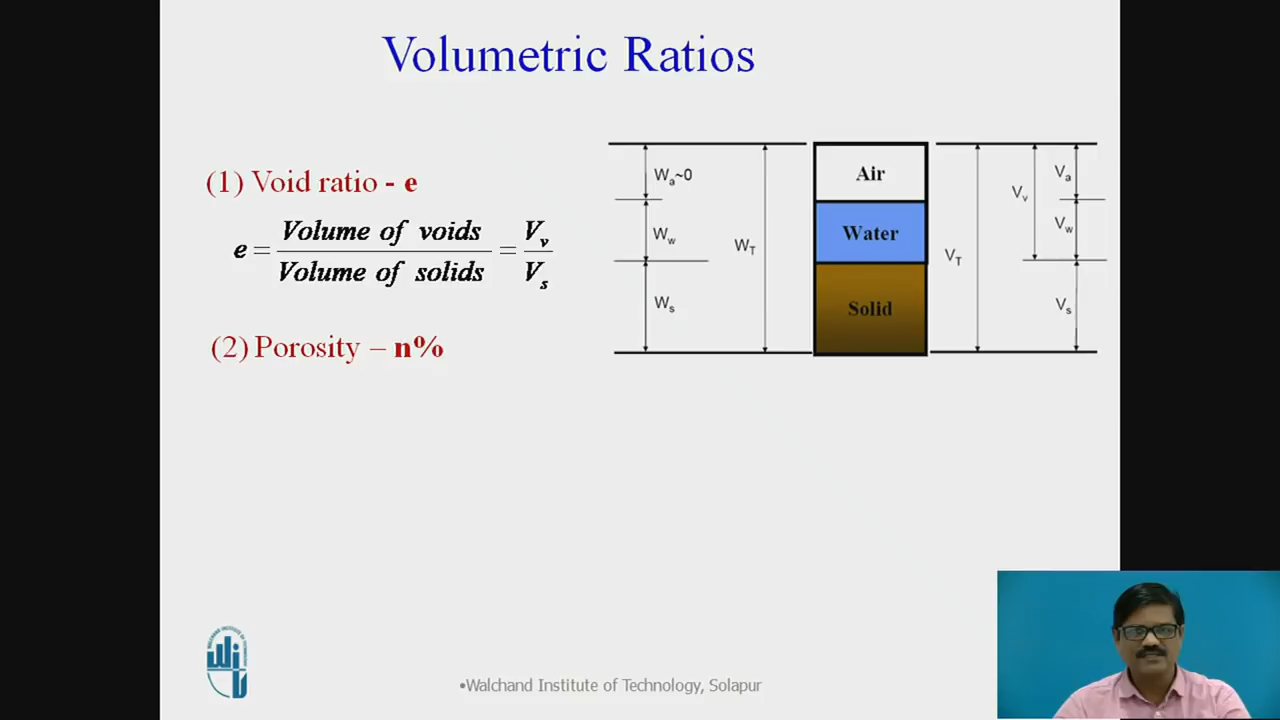 Volumetric Ratios
(1) Void ratio - e
e = Volume of voids / Volume of solids = Vv / Vs
(2) Porosity – n%
Wa~0
Ww
WT
Ws
Air
Water
Solid
Va
Vv
Vw
VT
Vs
•Walchand Institute of Technology, Solapur